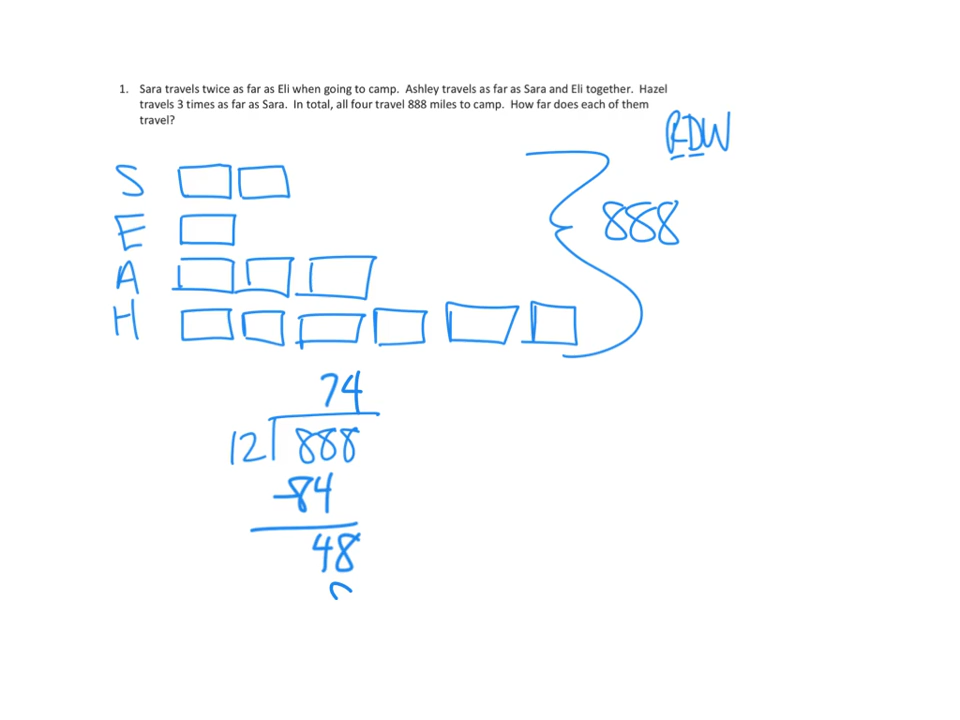 1. Sara travels twice as far as Eli when going to camp. Ashley travels as far as Sara and Eli together. Hazel
travels 3 times as far as Sara. In total, all four travel 888 miles to camp. How far does each of them
travel?
RDW
S
E
888
A
H
74
12 888
-84
48